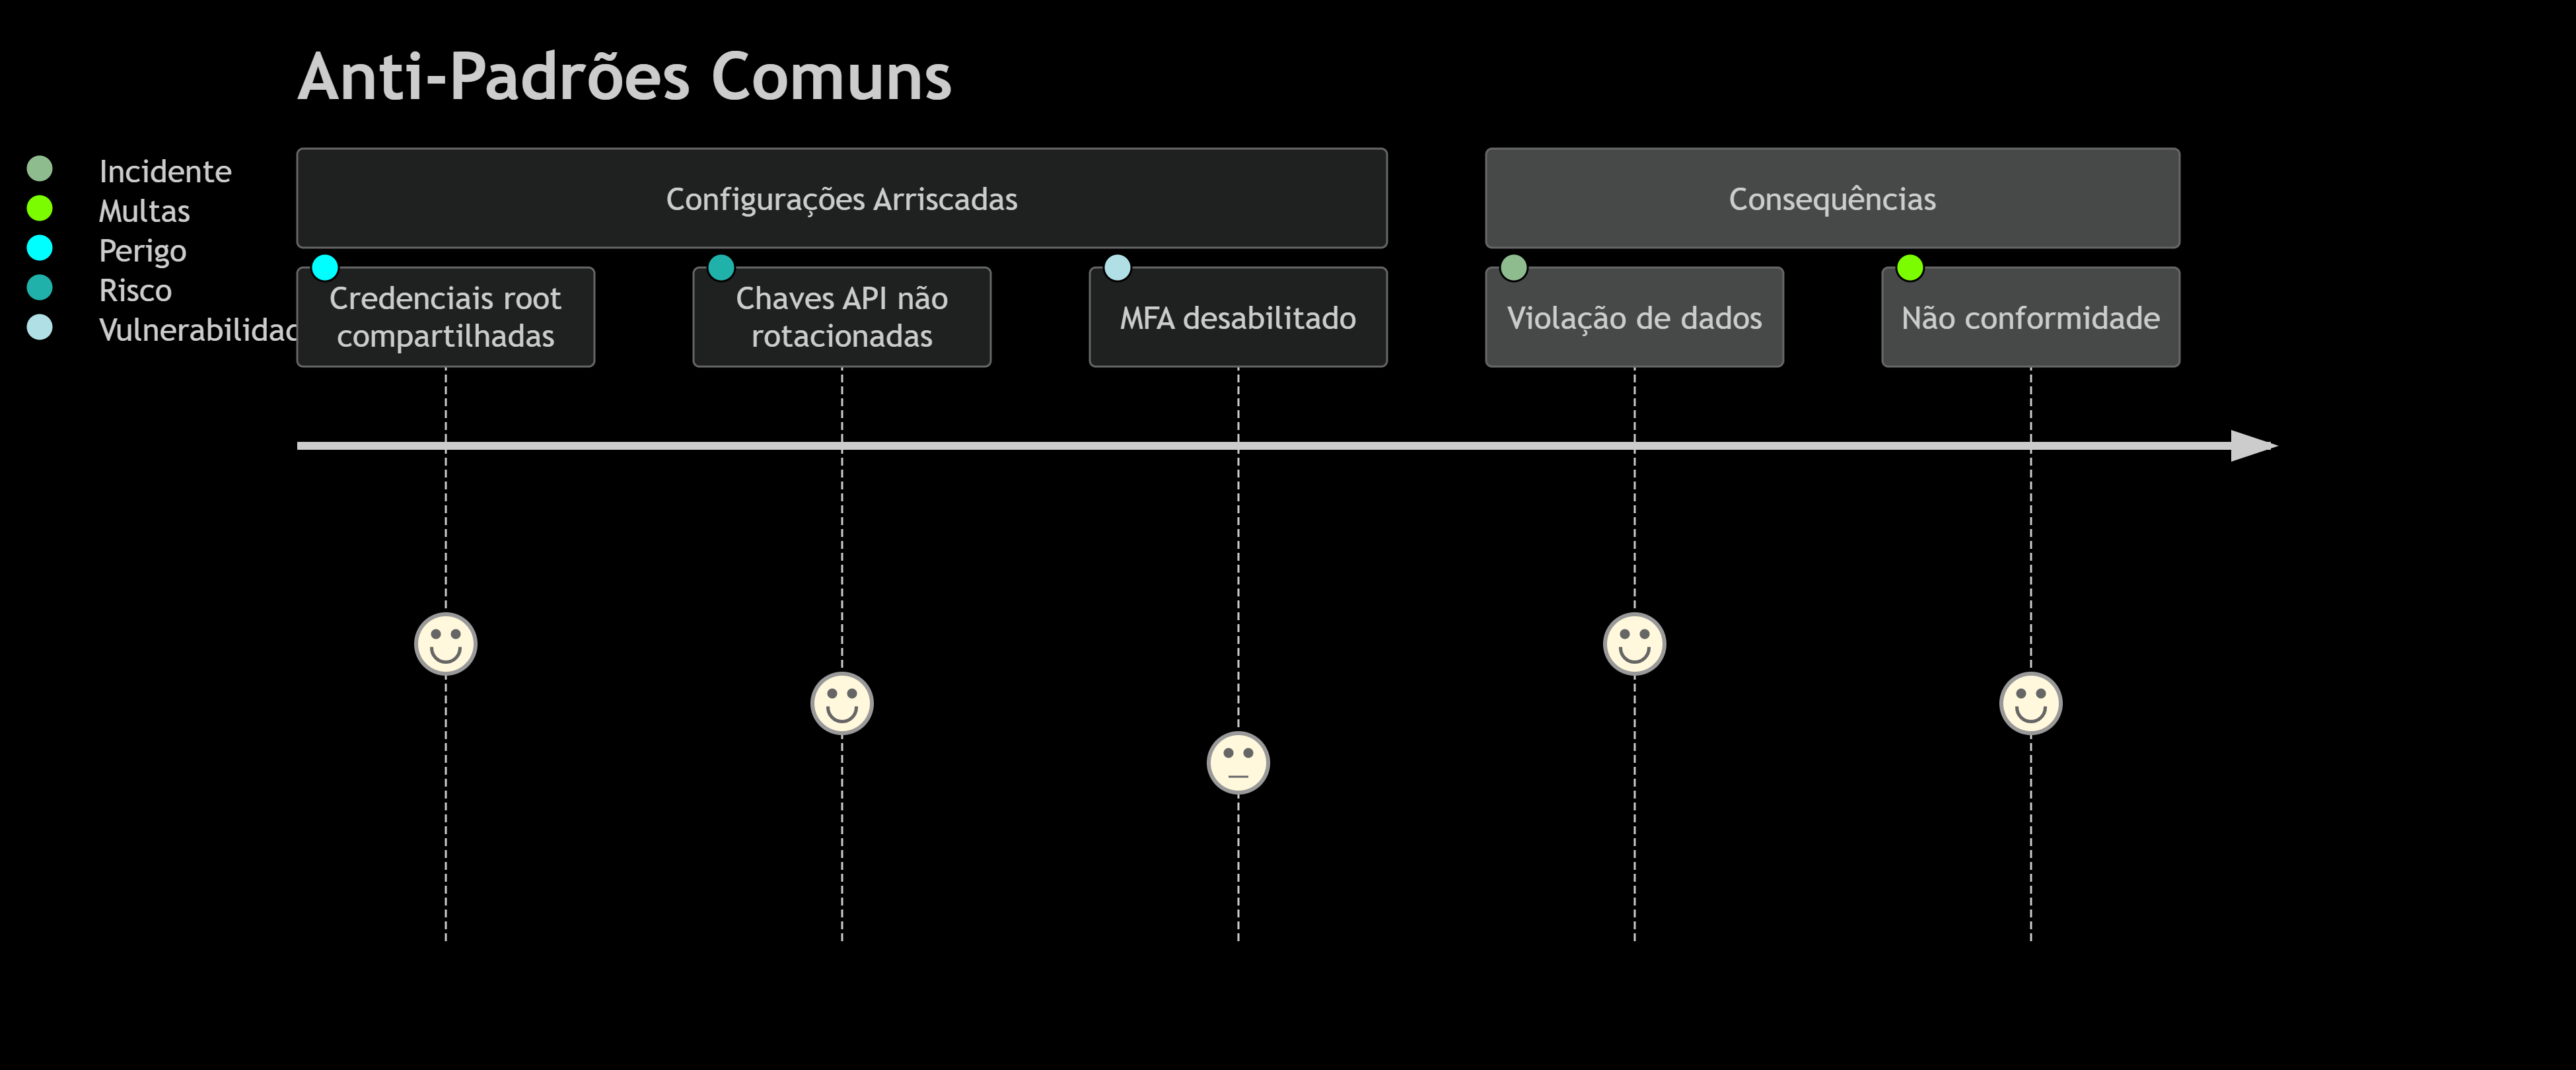 Anti-Padrões Comuns
Incidente
Multas
Perigo
Risco
Vulnerabilidad
Configurações Arriscadas
Consequências
Credenciais root
compartilhadas
Chaves API não
rotacionadas
MFA desabilitado
Violação de dados
Não conformidade